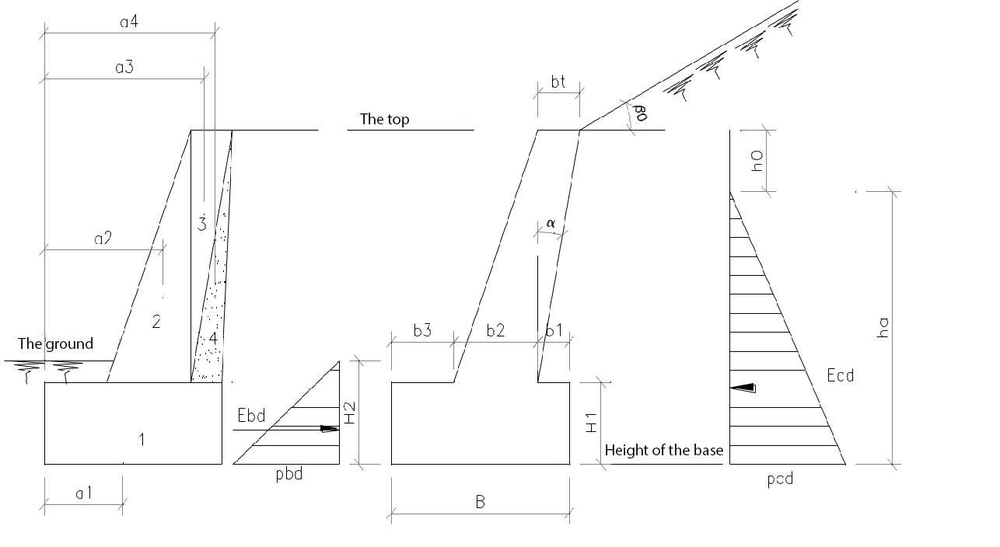 a4
a3
bt
β0
The top
h0
α
3
a2
2
b3
b2
b1
ha
4
The ground
Ecd
Ebd
H2
H1
1
Height of the base
pbd
pcd
a1
B